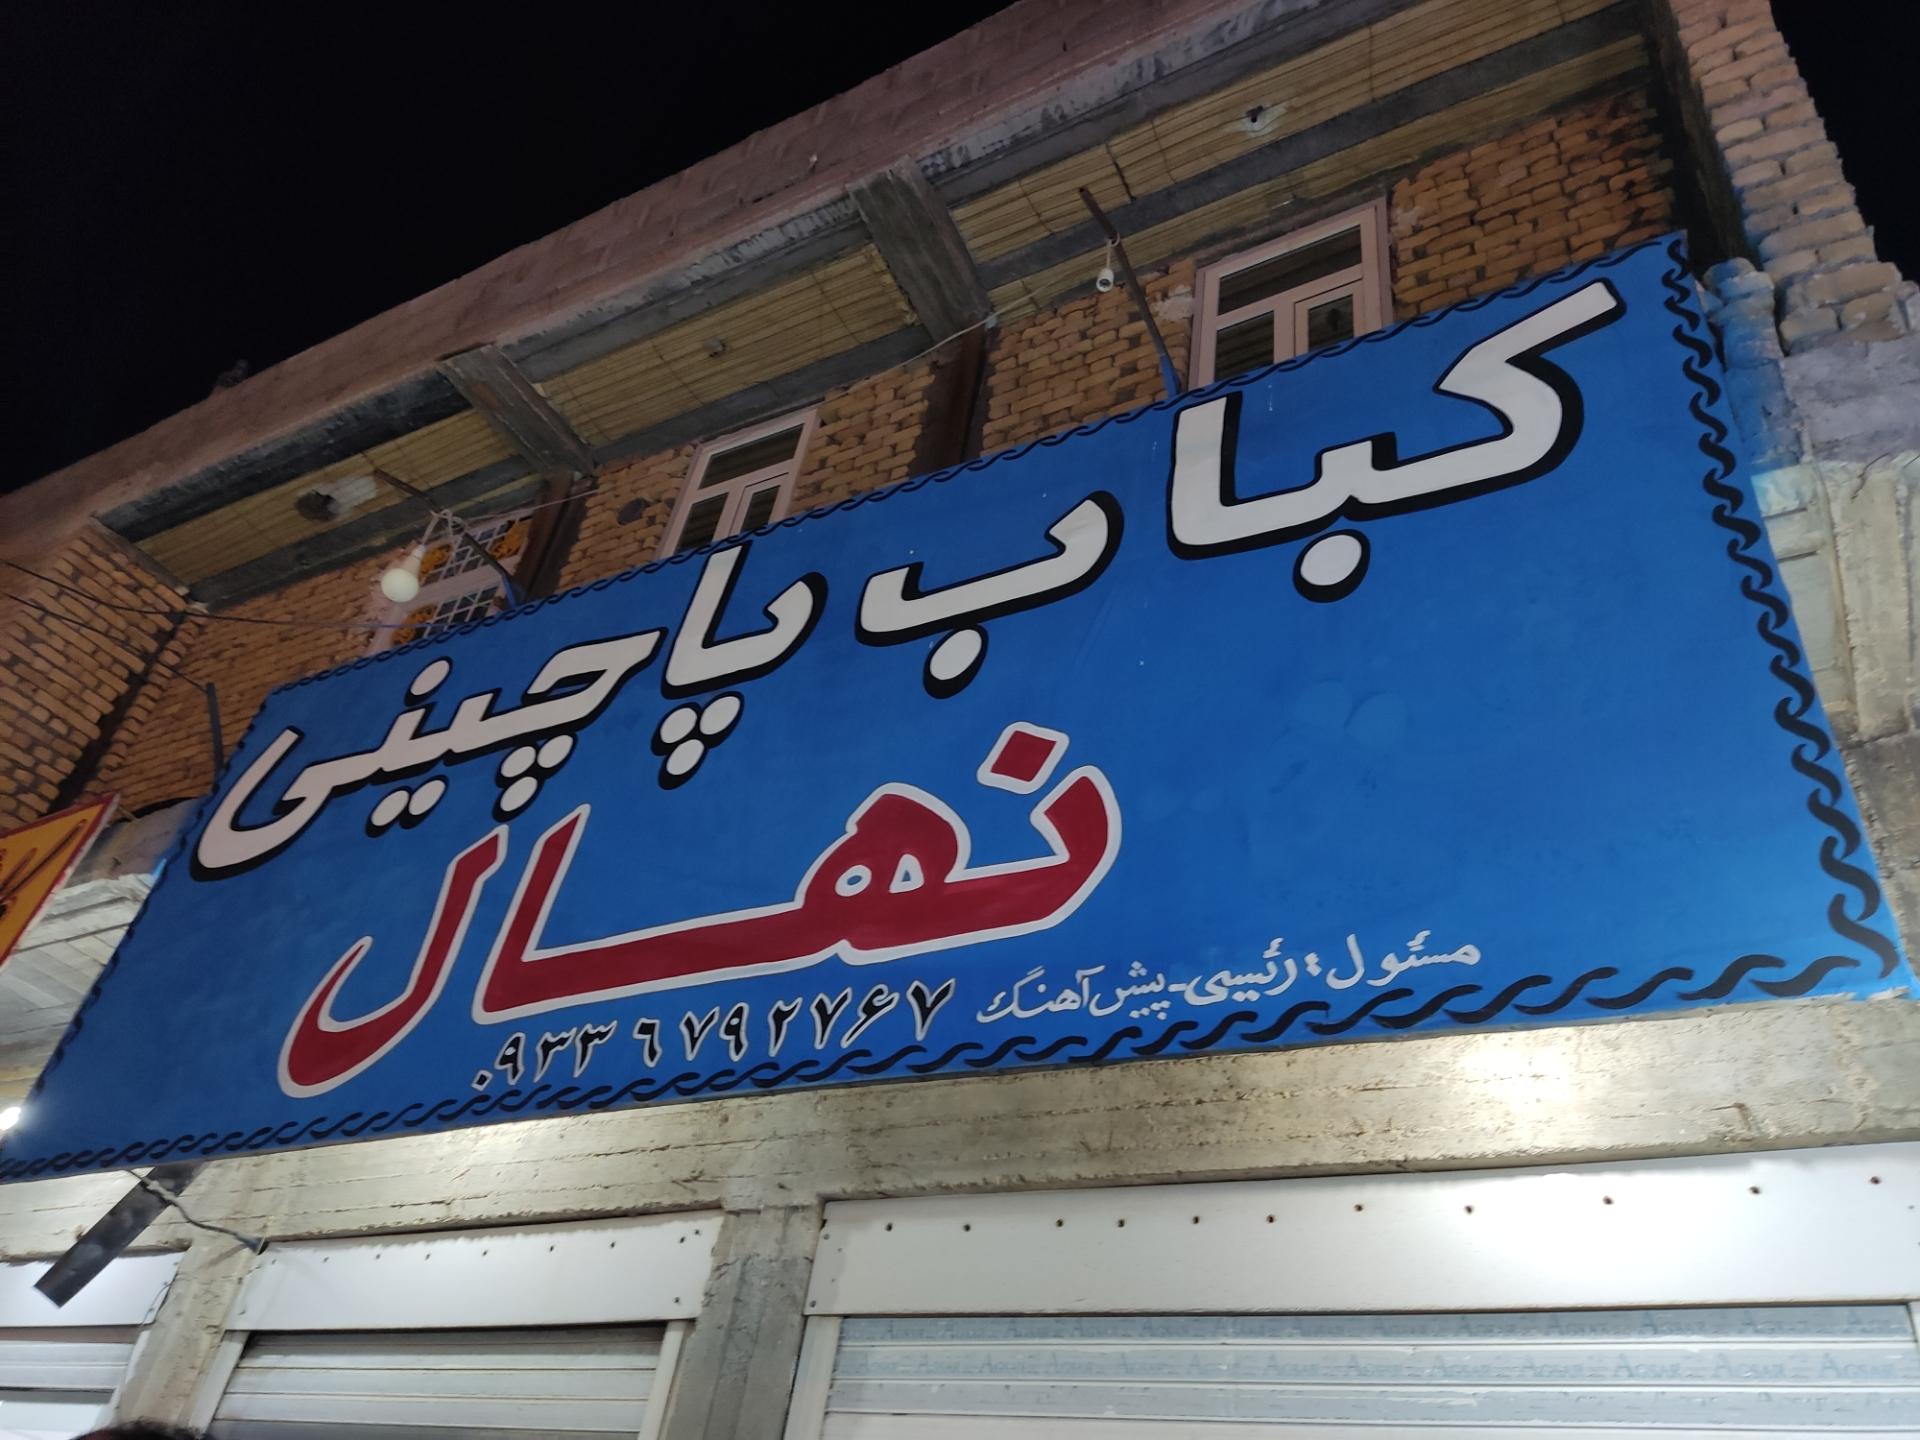 کباب پاچینی
نهال
مسئول: رئیسی - پیش آهنگ ۰۹۳۳۶۷۹۲۷۶۷